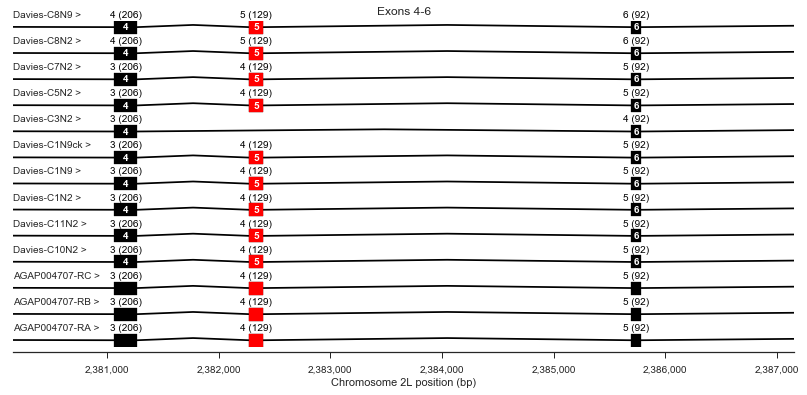 Exons 4-6
Davies-C8N9 > 4 (206) 5 (129) 6 (92)
4 5 6
Davies-C8N2 > 4 (206) 5 (129) 6 (92)
4 5 6
Davies-C7N2 > 3 (206) 4 (129) 5 (92)
4 5 6
Davies-C5N2 > 3 (206) 4 (129) 5 (92)
4 5 6
Davies-C3N2 > 3 (206) 4 (92)
4 6
Davies-C1N9ck > 3 (206) 4 (129) 5 (92)
4 5 6
Davies-C1N9 > 3 (206) 4 (129) 5 (92)
4 5 6
Davies-C1N2 > 3 (206) 4 (129) 5 (92)
4 5 6
Davies-C11N2 > 3 (206) 4 (129) 5 (92)
4 5 6
Davies-C10N2 > 3 (206) 4 (129) 5 (92)
4 5 6
AGAP004707-RC > 3 (206) 4 (129) 5 (92)
AGAP004707-RB > 3 (206) 4 (129) 5 (92)
AGAP004707-RA > 3 (206) 4 (129) 5 (92)
2,381,000 2,382,000 2,383,000 2,384,000 2,385,000 2,386,000 2,387,000
Chromosome 2L position (bp)